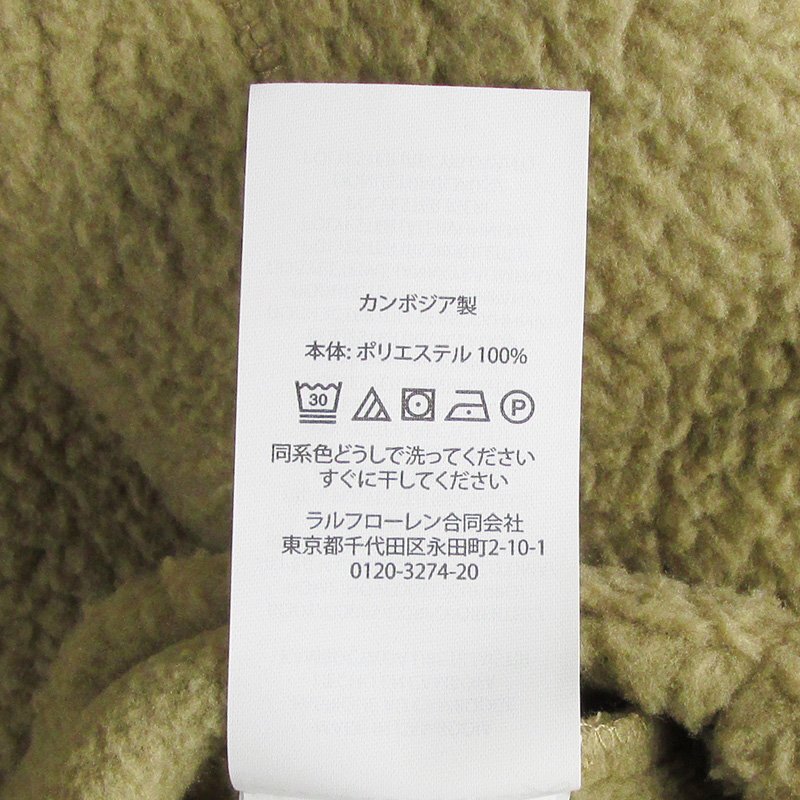 カンボジア製
本体: ポリエステル 100%
30 P
同系色どうしで洗ってください
すぐに干してください
ラルフローレン合同会社
東京都千代田区永田町2-10-1
0120-3274-20